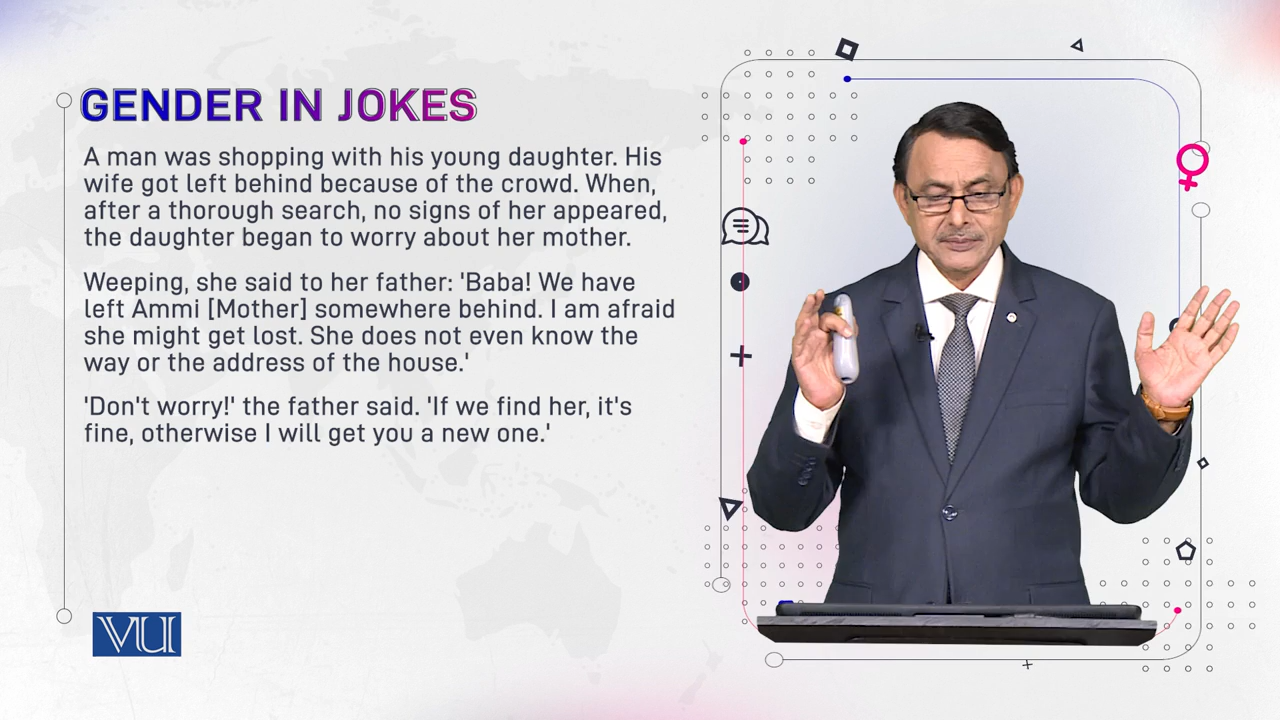 GENDER IN JOKES
A man was shopping with his young daughter. His
wife got left behind because of the crowd. When,
after a thorough search, no signs of her appeared,
the daughter began to worry about her mother.
Weeping, she said to her father: 'Baba! We have
left Ammi [Mother] somewhere behind. I am afraid
she might get lost. She does not even know the
way or the address of the house.'
'Don't worry!' the father said. 'If we find her, it's
fine, otherwise I will get you a new one.'
VU